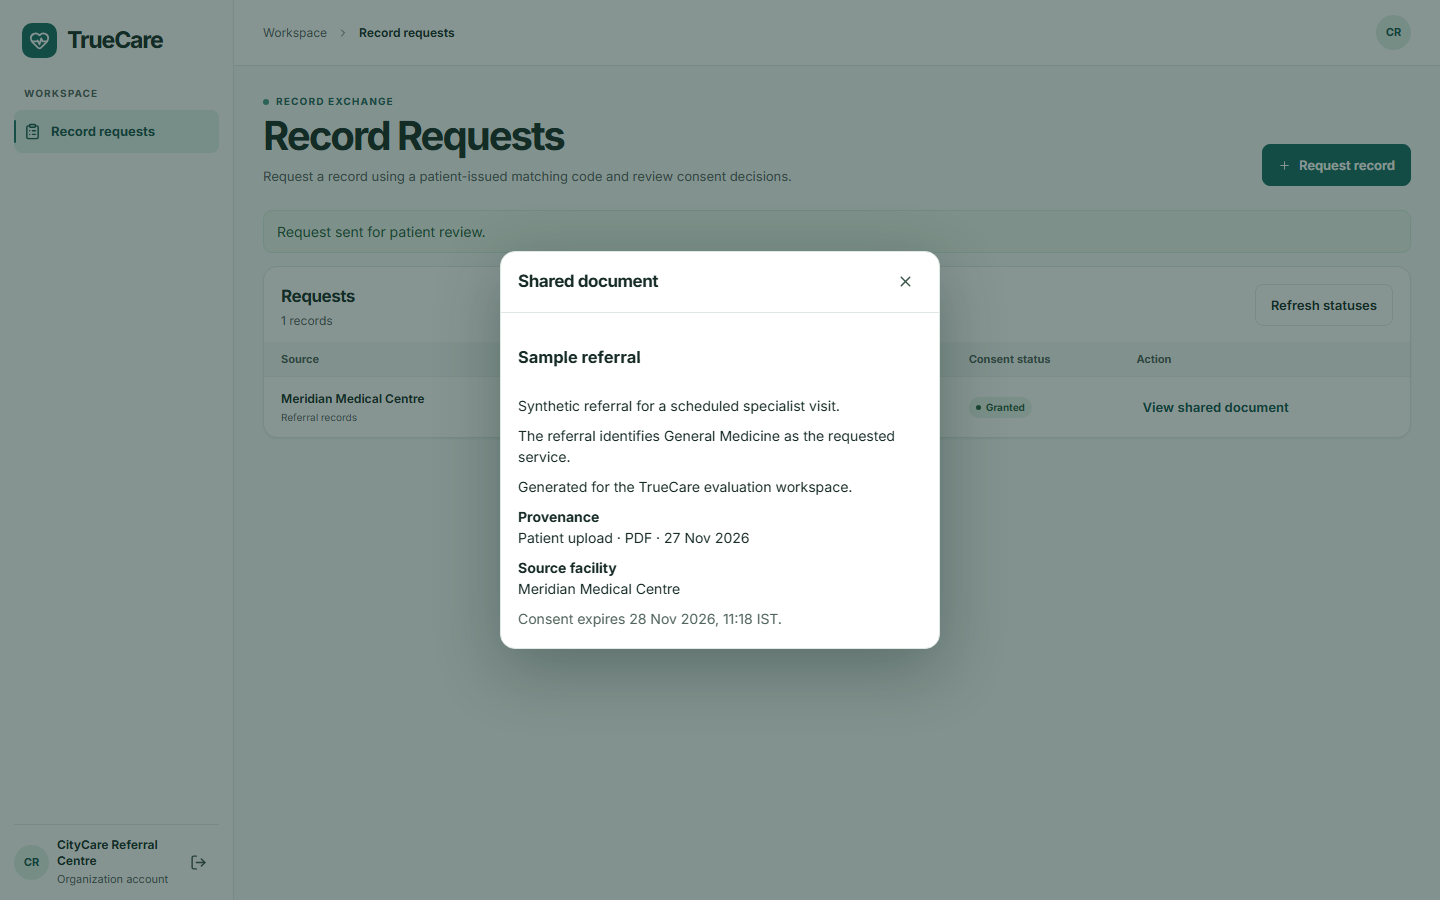 TrueCare
WORKSPACE
Record requests
Workspace > Record requests
CR
RECORD EXCHANGE
Record Requests
Request a record using a patient-issued matching code and review consent decisions.
+ Request record
Request sent for patient review.
Requests
1 records
Refresh statuses
Source
Consent status
Action
Meridian Medical Centre
Referral records
Granted
View shared document
Shared document
Sample referral
Synthetic referral for a scheduled specialist visit.
The referral identifies General Medicine as the requested
service.
Generated for the TrueCare evaluation workspace.
Provenance
Patient upload · PDF · 27 Nov 2026
Source facility
Meridian Medical Centre
Consent expires 28 Nov 2026, 11:18 IST.
CR
CityCare Referral
Centre
Organization account